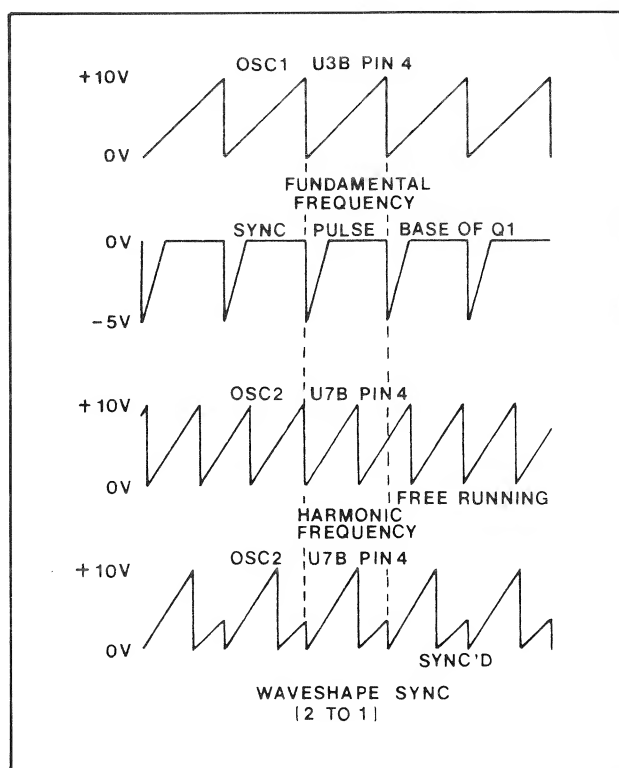 OSC1 U3B PIN 4
+10V
0V
FUNDAMENTAL
FREQUENCY
SYNC PULSE BASE OF Q1
0V
-5V
OSC2 U7B PIN 4
+10V
0V
FREE RUNNING
HARMONIC
FREQUENCY
OSC2 U7B PIN 4
+10V
0V
SYNC'D
WAVESHAPE SYNC
[2 TO 1]